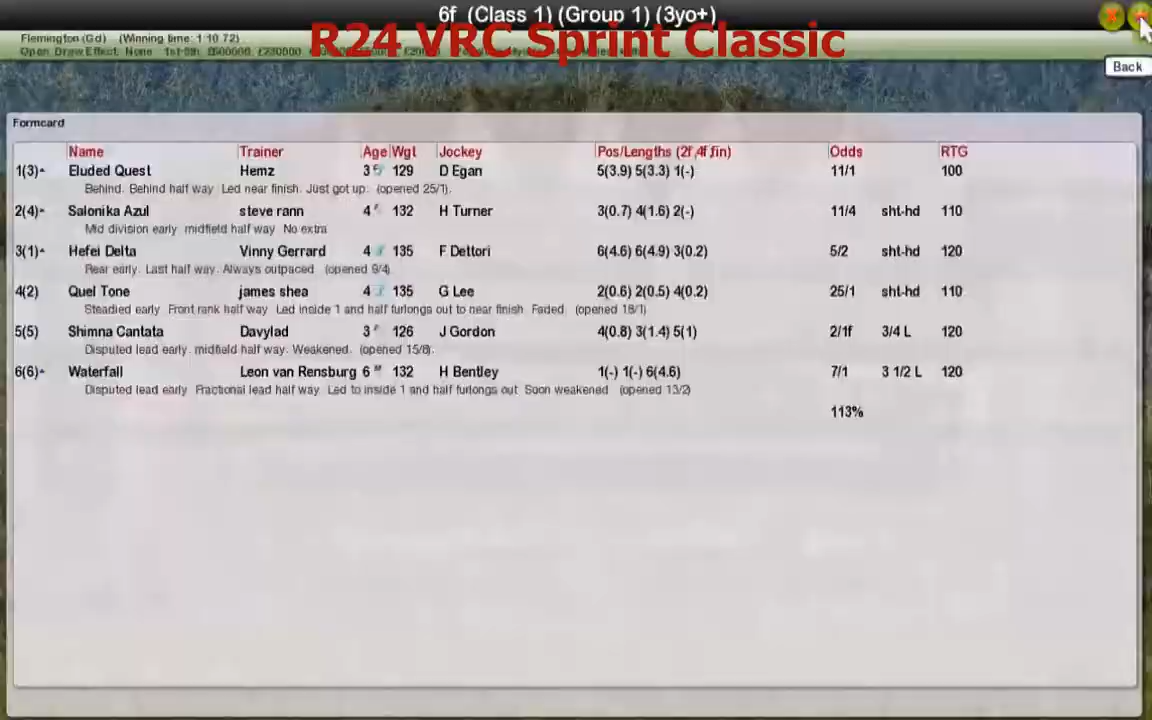 6f (Class 1) (Group 1) (3yo+)
R24 VRC Sprint Classic
Flemington (Gd) (Winning time: 1:10.72)
Open. Draw Effect. None 1st-6th
Back
Formcard
Name Trainer Age Wgt Jockey Pos/Lengths (2f,4f,fin) Odds RTG
1(3) Eluded Quest Hemz 3 129 D Egan 5(3.9) 5(3.3) 1(-) 11/1 100
Behind. Behind half way Led near finish. Just got up. (opened 25/1).
2(4) Salonika Azul steve rann 4 132 H Turner 3(0.7) 4(1.6) 2(-) 11/4 sht-hd 110
Mid division early midfield half way No extra
3(1) Hefei Delta Vinny Gerrard 4 135 F Dettori 6(4.6) 6(4.9) 3(0.2) 5/2 sht-hd 120
Rear early. Last half way. Always outpaced (opened 9/4).
4(2) Quel Tone james shea 4 135 G Lee 2(0.6) 2(0.5) 4(0.2) 25/1 sht-hd 110
Steadied early Front rank half way Led inside 1 and half furlongs out to near finish Faded (opened 18/1)
5(5) Shimna Cantata Davylad 3 126 J Gordon 4(0.8) 3(1.4) 5(1) 2/1f 3/4 L 120
Disputed lead early. midfield half way. Weakened. (opened 15/8).
6(6) Waterfall Leon van Rensburg 6 132 H Bentley 1(-) 1(-) 6(4.6) 7/1 3 1/2 L 120
Disputed lead early Fractional lead half way Led to inside 1 and half furlongs out Soon weakened (opened 13/2)
113%